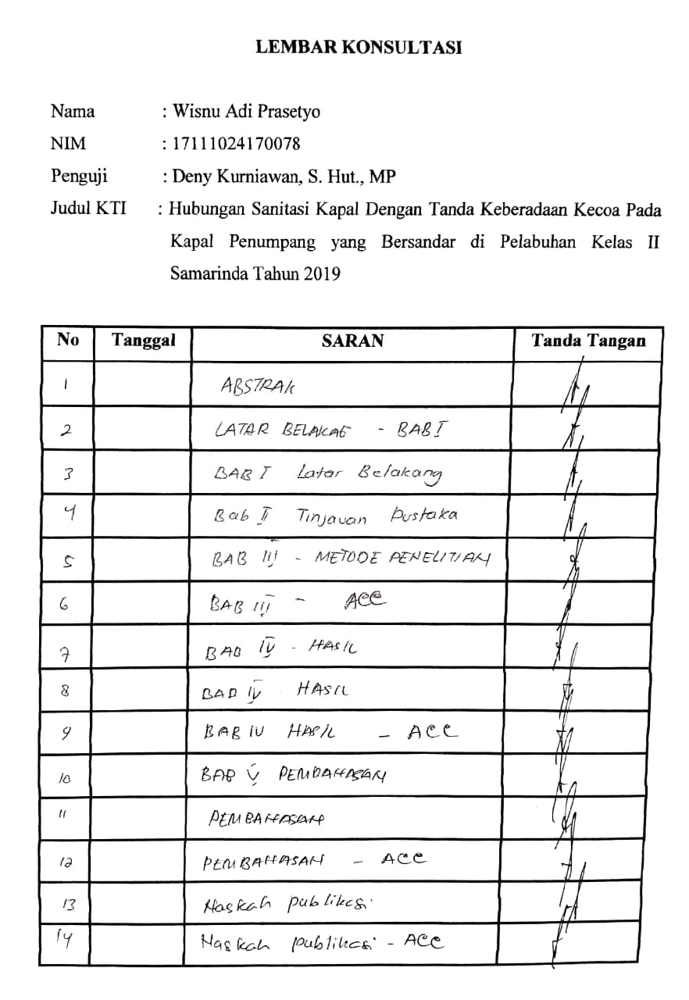 LEMBAR KONSULTASI
Nama : Wisnu Adi Prasetyo
NIM : 17111024170078
Penguji : Deny Kurniawan, S. Hut., MP
Judul KTI : Hubungan Sanitasi Kapal Dengan Tanda Keberadaan Kecoa Pada
Kapal Penumpang yang Bersandar di Pelabuhan Kelas II
Samarinda Tahun 2019
No Tanggal SARAN Tanda Tangan
1 ABSTRAK
2 LATAR BELAKAG - BAB I
3 BAB I Latar Belakang
4 Bab II Tinjauan Pustaka
5 BAB III - METODE PENELITIAN
6 BAB III - ACC
7 BAB IV - HASIL
8 BAB IV HASIL
9 BAB IV HASIL - ACC
10 BAB V PEMBAHASAN
11 PEMBAHASAN
12 PEMBAHASAN - ACC
13 Naskah publikasi
14 Naskah publikasi - ACC